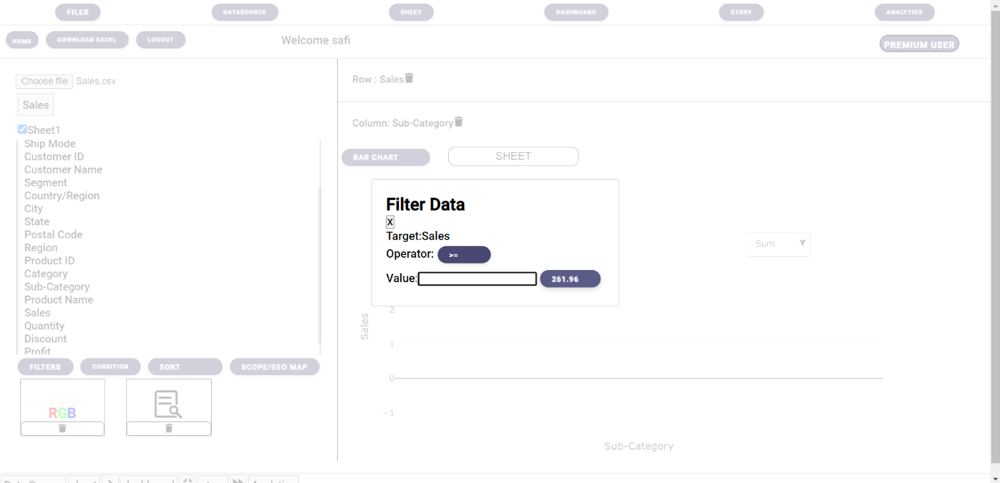 FILES DATASOURCE SHEET DASHBOARD STORY ANALYTICS
HOME DOWNLOAD EXCEL LOGOUT Welcome safi PREMIUM USER
Choose file Sales.csv
Row : Sales
Sales
Column: Sub-Category
Sheet1
Ship Mode
Customer ID
Customer Name
Segment
Country/Region
City
State
Postal Code
Region
Product ID
Category
Sub-Category
Product Name
Sales
Quantity
Discount
Profit
BAR CHART SHEET
Filter Data
X
Target:Sales
Operator: >=
Value: 261.96
Sum ▼
Sales
2
1
0
−1
Sub-Category
FILTERS CONDITION SORT SCOPE/GEO MAP
RGB